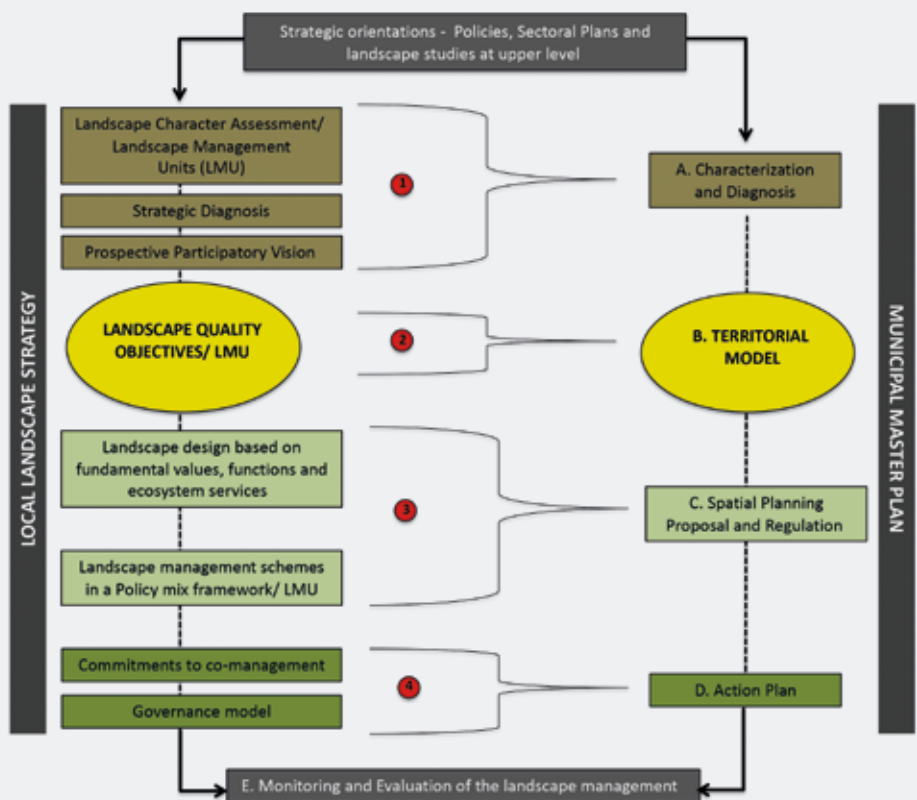 Strategic orientations - Policies, Sectoral Plans and
landscape studies at upper level
LOCAL LANDSCAPE STRATEGY
Landscape Character Assessment/
Landscape Management
Units (LMU)
Strategic Diagnosis
Prospective Participatory Vision
1
A. Characterization
and Diagnosis
LANDSCAPE QUALITY
OBJECTIVES/ LMU
2
B. TERRITORIAL
MODEL
Landscape design based on
fundamental values, functions and
ecosystem services
Landscape management schemes
in a Policy mix framework/ LMU
3
C. Spatial Planning
Proposal and Regulation
Commitments to co-management
Governance model
4
D. Action Plan
MUNICIPAL MASTER PLAN
E. Monitoring and Evaluation of the landscape management